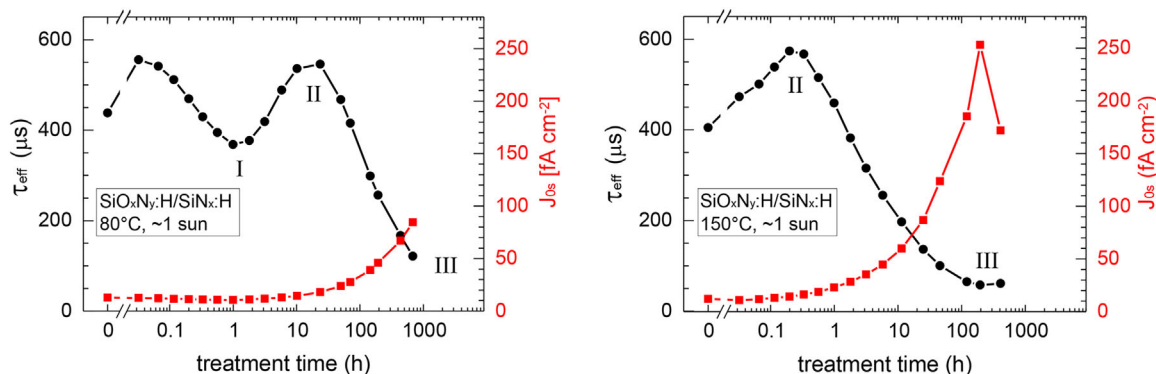 600
400
200
0
τeff (μs)
I
II
III
SiOxNy:H/SiNx:H
80°C, ~1 sun
250
200
150
100
50
0
J0s [fA cm-2]
0 0.1 1 10 100 1000
treatment time (h)
600
400
200
0
τeff (μs)
II
III
SiOxNy:H/SiNx:H
150°C, ~1 sun
250
200
150
100
50
0
J0s (fA cm-2)
0 0.1 1 10 100 1000
treatment time (h)